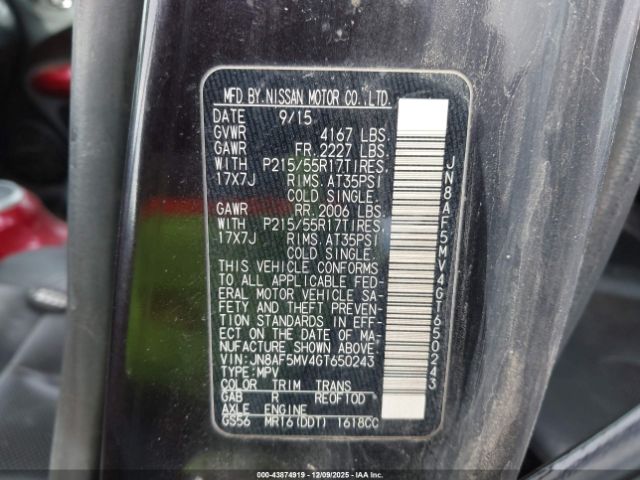 MFD BY. NISSAN MOTOR CO., LTD.
DATE 9/15
GVWR 4167 LBS.
GAWR FR. 2227 LBS.
WITH P215/55R17TIRES,
17X7J RIMS. AT35PSI
COLD SINGLE.
GAWR RR. 2006 LBS.
WITH P215/55R17TIRES,
17X7J RIMS. AT35PSI
COLD SINGLE.
THIS VEHICLE CONFORMS
TO ALL APPLICABLE FED-
ERAL MOTOR VEHICLE SA-
FETY AND THEFT PREVEN-
TION STANDARDS IN EFF-
ECT ON THE DATE OF MA-
NUFACTURE SHOWN ABOVE.
VIN: JN8AF5MV4GT650243
TYPE: MPV
COLOR TRIM TRANS
GAB R RE0F10D
AXLE ENGINE
GS56 MR16(DDT) 1618CC
JN8AF5MV4GT650243
000-43874919 | 12/09/2025 - IAAI.COM